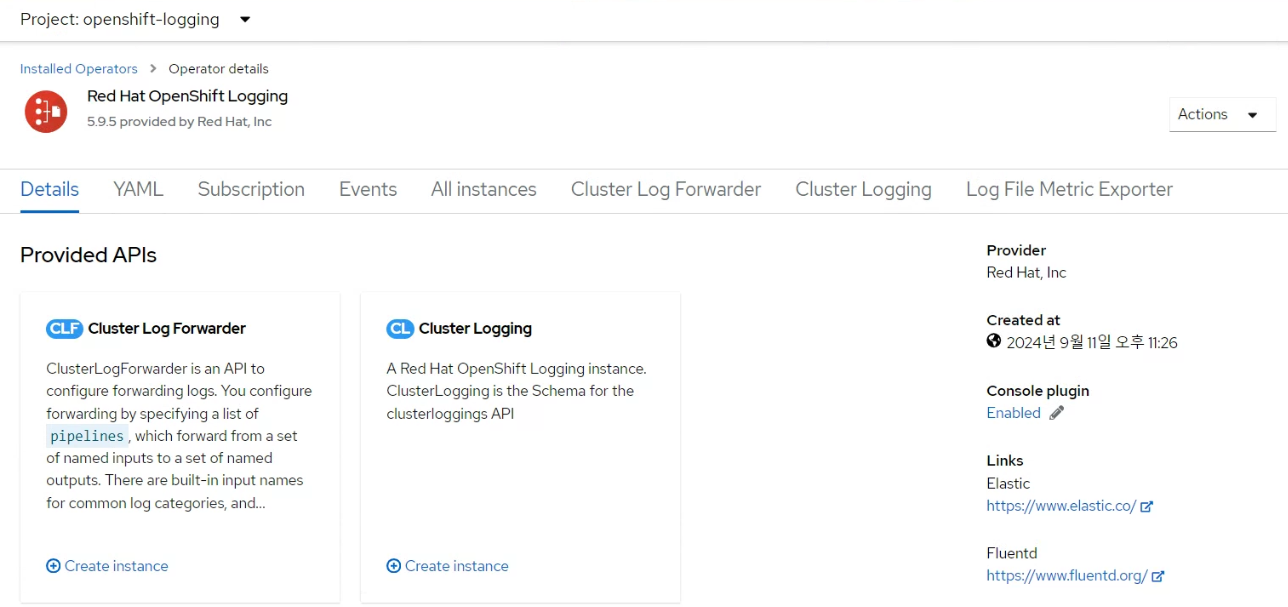 Project: openshift-logging
Installed Operators > Operator details
Red Hat OpenShift Logging
5.9.5 provided by Red Hat, Inc
Actions
Details YAML Subscription Events All instances Cluster Log Forwarder Cluster Logging Log File Metric Exporter
Provided APIs
CLF Cluster Log Forwarder
ClusterLogForwarder is an API to
configure forwarding logs. You configure
forwarding by specifying a list of
pipelines, which forward from a set
of named inputs to a set of named
outputs. There are built-in input names
for common log categories, and...
Create instance
CL Cluster Logging
A Red Hat OpenShift Logging instance.
ClusterLogging is the Schema for the
clusterloggings API
Create instance
Provider
Red Hat, Inc
Created at
2024년 9월 11일 오후 11:26
Console plugin
Enabled
Links
Elastic
https://www.elastic.co/
Fluentd
https://www.fluentd.org/